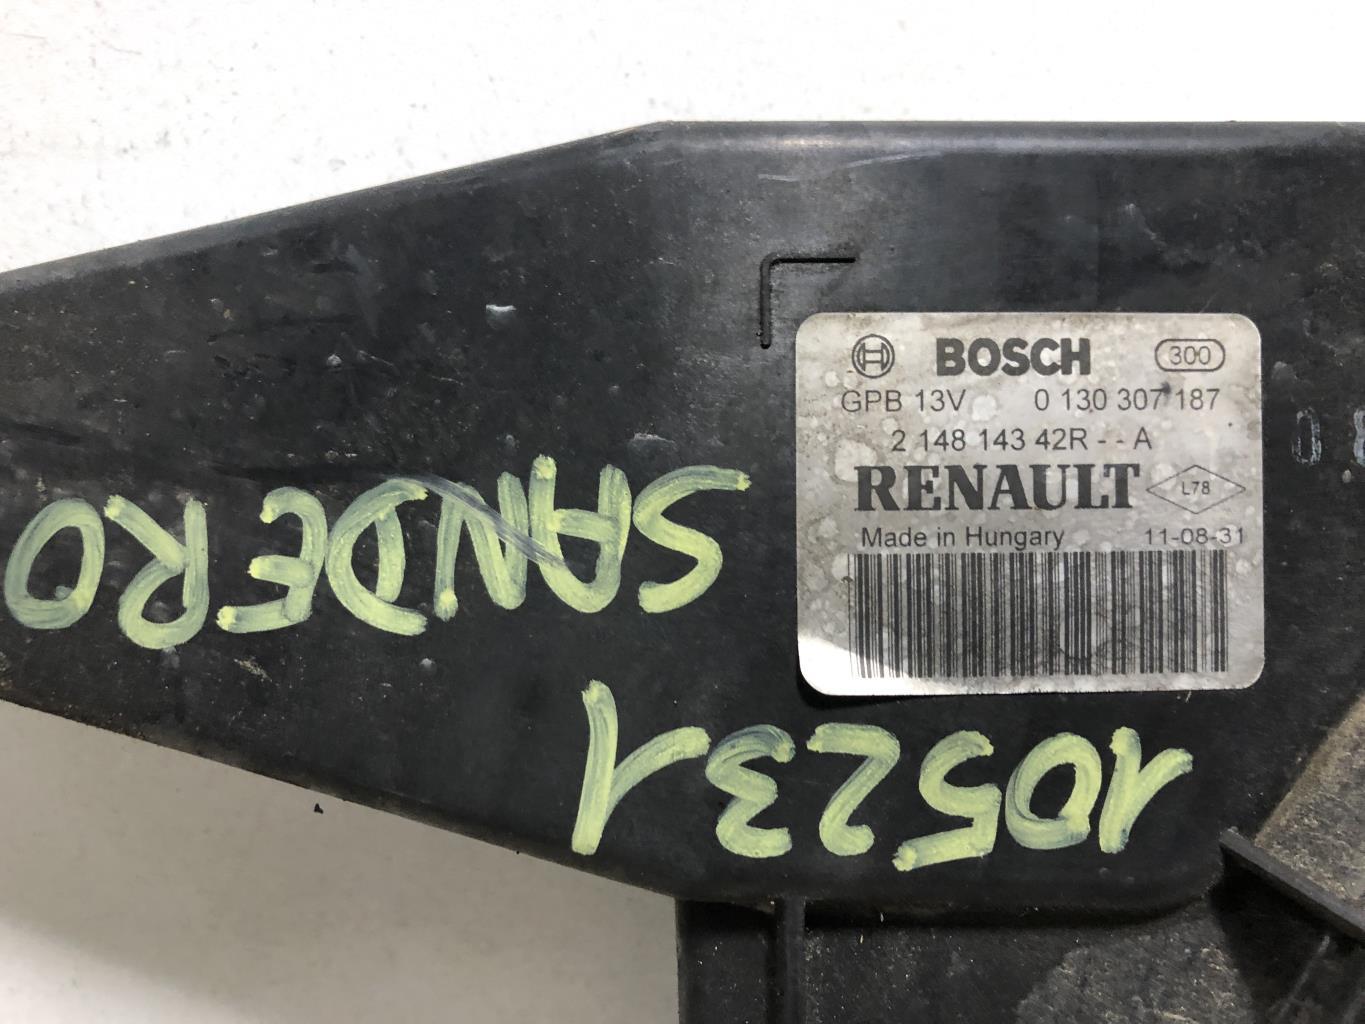 BOSCH 300
GPB 13V 0 130 307 187
2 148 143 42R - - A
RENAULT L78
Made in Hungary 11-08-31
SANDERO
105231